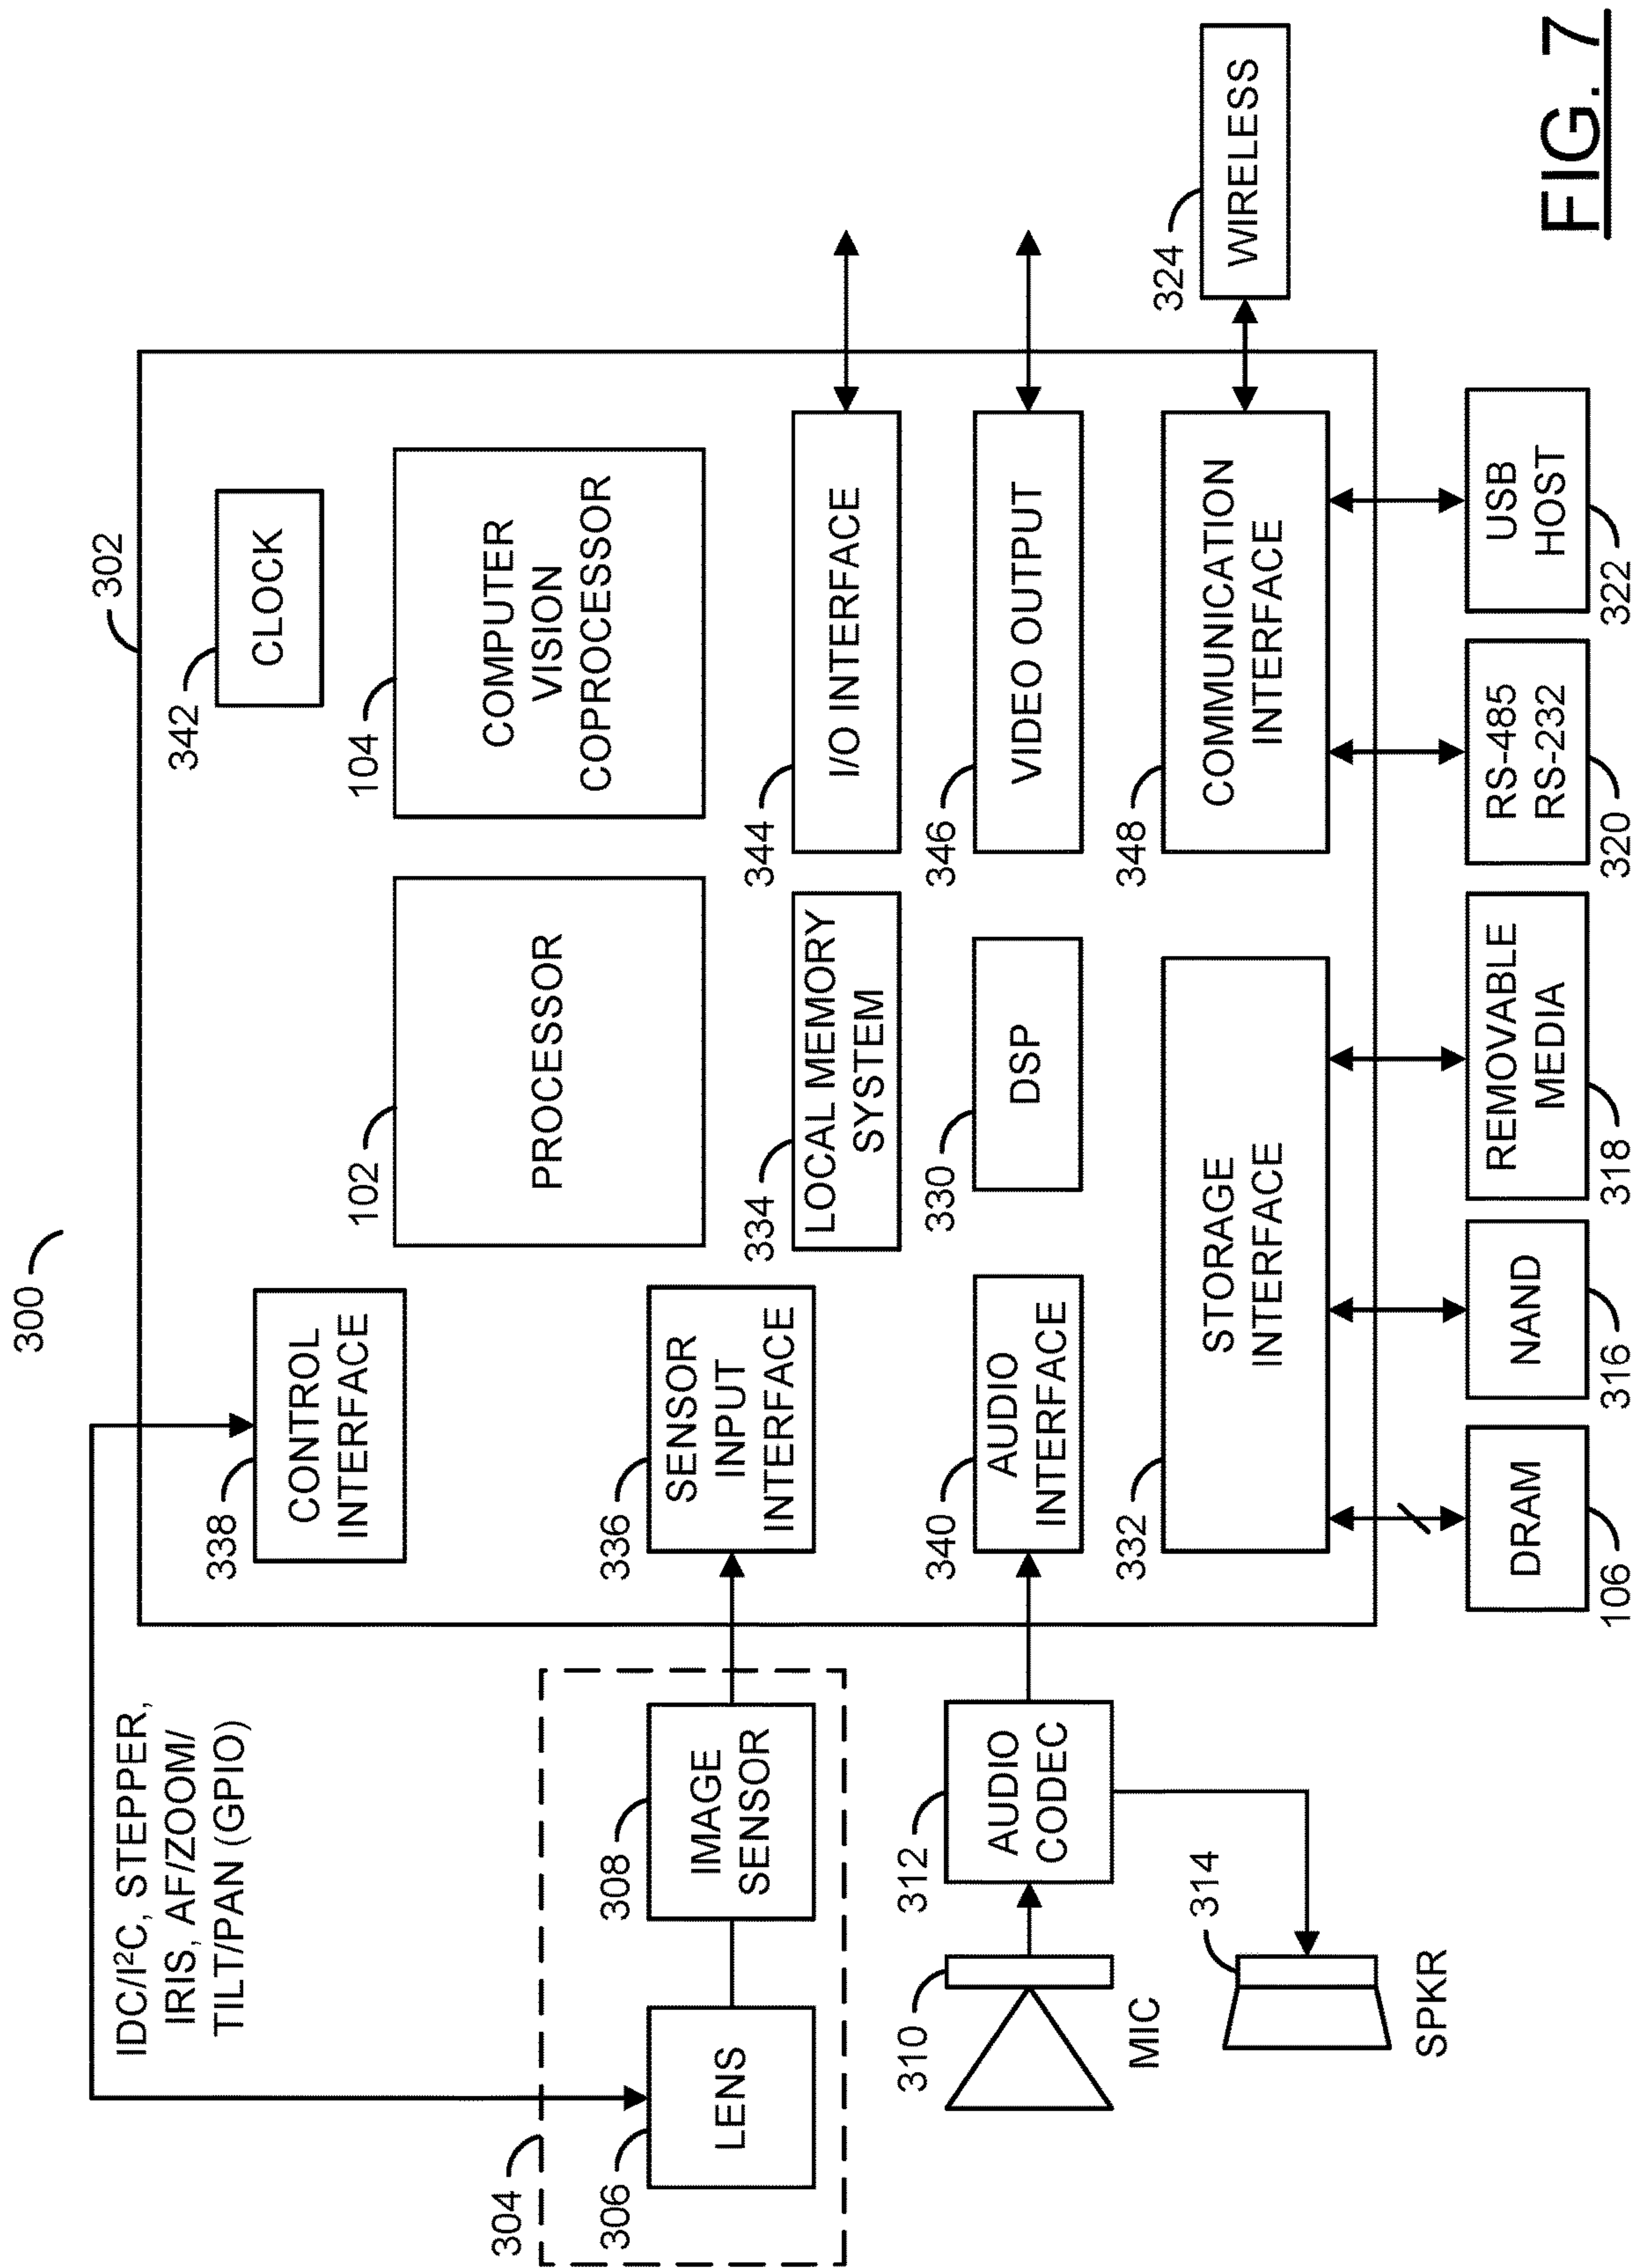 300
302
IDC/I²C, STEPPER,
IRIS, AF/ZOOM/
TILT/PAN (GPIO)
338
CONTROL
INTERFACE
342
CLOCK
102
PROCESSOR
104
COMPUTER
VISION
COPROCESSOR
304
306
LENS
308
IMAGE
SENSOR
336
SENSOR
INPUT
INTERFACE
334
LOCAL MEMORY
SYSTEM
344
I/O INTERFACE
310
MIC
312
AUDIO
CODEC
340
AUDIO
INTERFACE
330
DSP
346
VIDEO OUTPUT
314
SPKR
332
STORAGE
INTERFACE
348
COMMUNICATION
INTERFACE
324
WIRELESS
DRAM
106
NAND
316
REMOVABLE
MEDIA
318
RS-485
RS-232
320
USB
HOST
322
FIG. 7